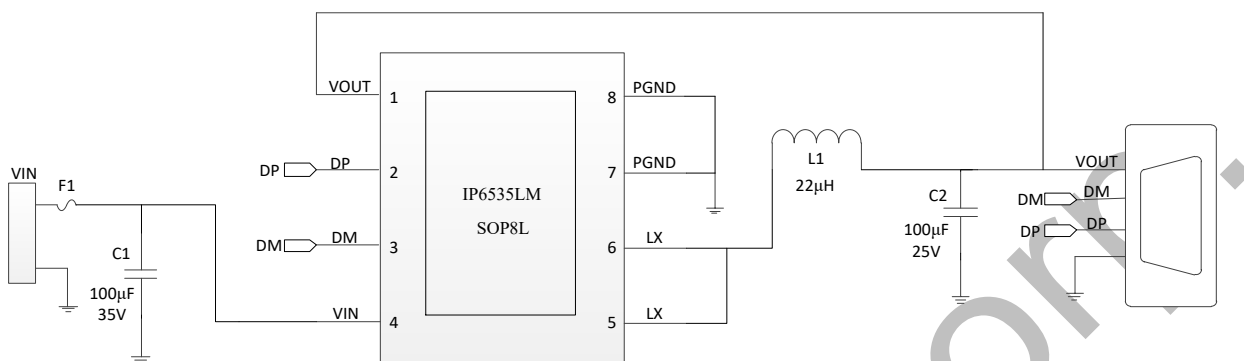 VOUT
1
8
PGND
DP
DP
2
7
PGND
VOUT
VIN
F1
IP6535LM
SOP8L
L1
22μH
DM
DM
C2
DM
DM
3
6
LX
100μF
25V
DP
DP
C1
100μF
35V
VIN
4
5
LX